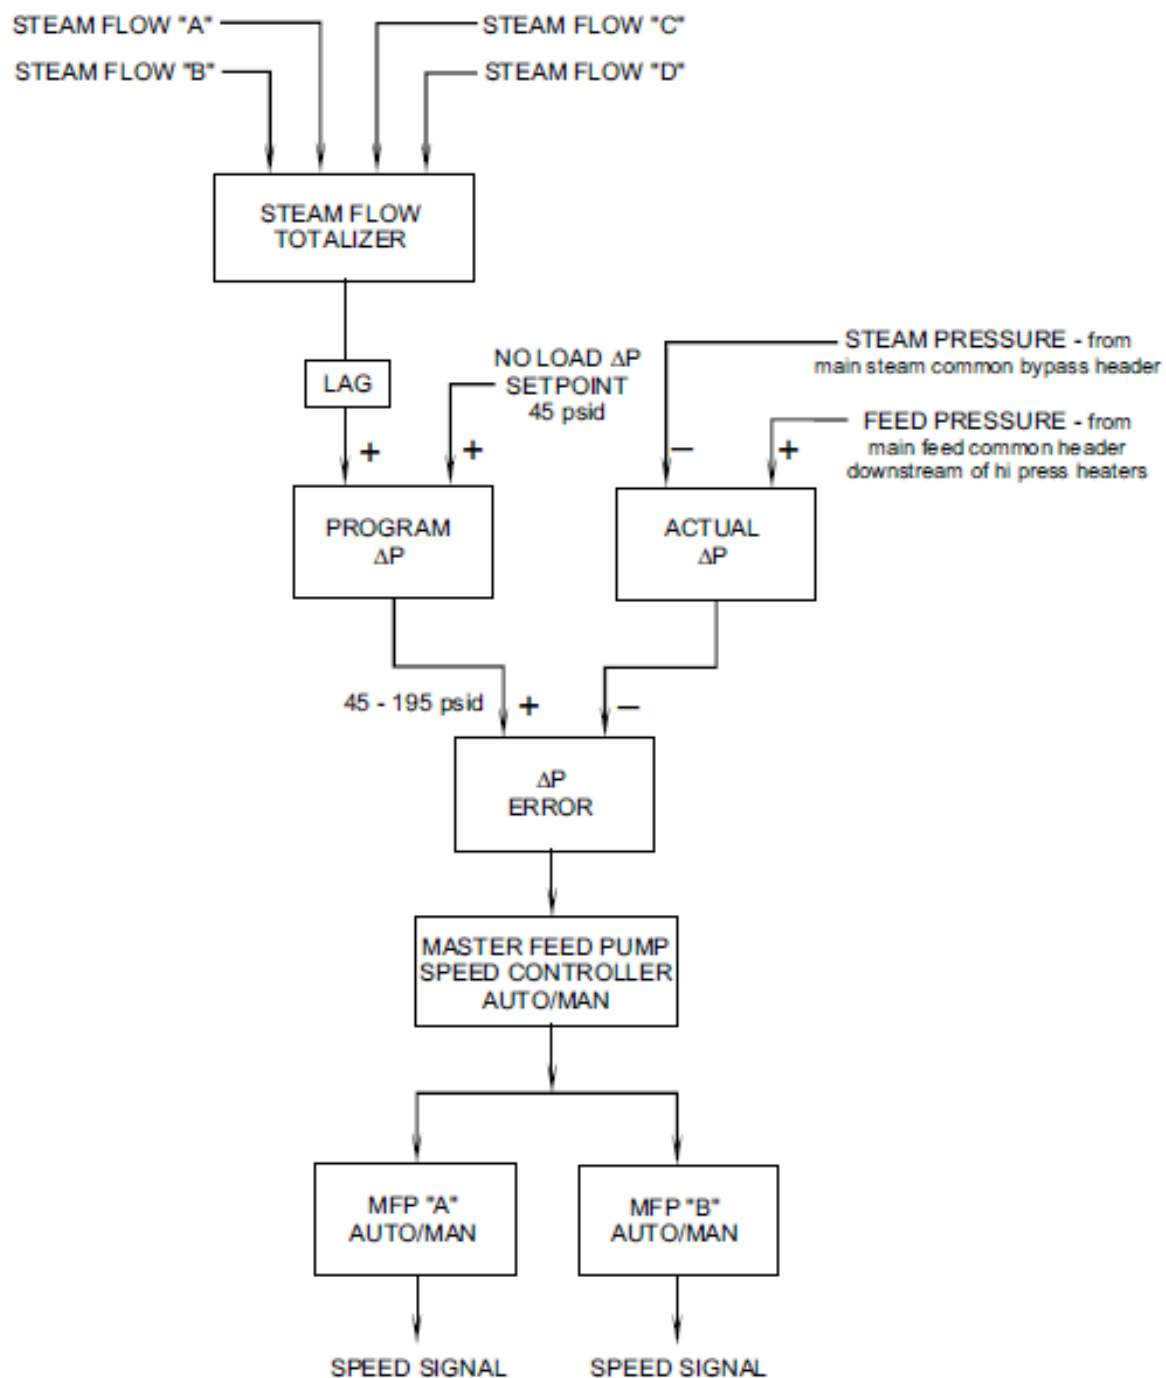 STEAM FLOW "A"
STEAM FLOW "C"
STEAM FLOW "B"
STEAM FLOW "D"
STEAM FLOW
TOTALIZER
LAG
NO LOAD ΔP
SETPOINT
45 psid
STEAM PRESSURE - from
main steam common bypass header
FEED PRESSURE - from
main feed common header
downstream of hi press heaters
+
+
−
+
PROGRAM
ΔP
ACTUAL
ΔP
45 - 195 psid
+
−
ΔP
ERROR
MASTER FEED PUMP
SPEED CONTROLLER
AUTO/MAN
MFP "A"
AUTO/MAN
MFP "B"
AUTO/MAN
SPEED SIGNAL
SPEED SIGNAL